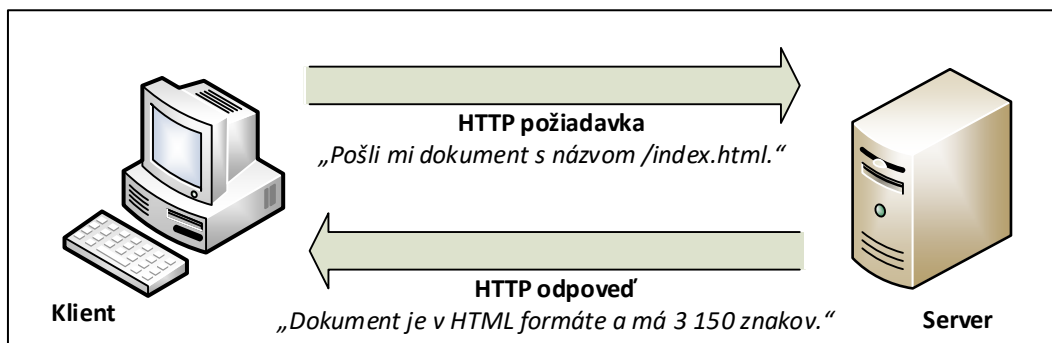 HTTP požiadavka
„Pošli mi dokument s názvom /index.html.“
HTTP odpoveď
„Dokument je v HTML formáte a má 3 150 znakov.“
Klient
Server